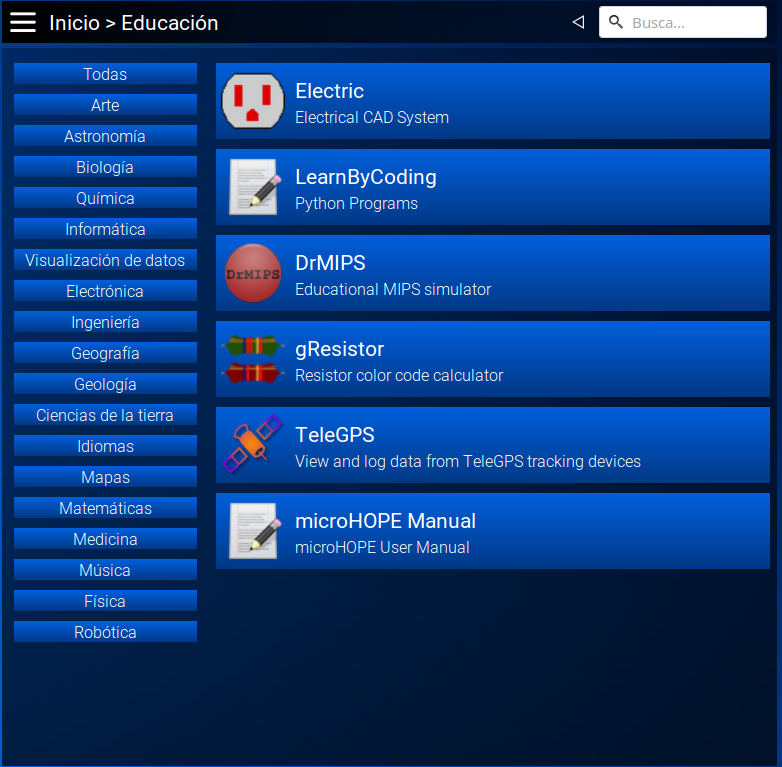 Inicio > Educación
Busca...
Todas
Arte
Astronomía
Biología
Química
Informática
Visualización de datos
Electrónica
Ingeniería
Geografía
Geología
Ciencias de la tierra
Idiomas
Mapas
Matemáticas
Medicina
Música
Física
Robótica
Electric
Electrical CAD System
LearnByCoding
Python Programs
DrMIPS
DrMIPS
Educational MIPS simulator
gResistor
Resistor color code calculator
TeleGPS
View and log data from TeleGPS tracking devices
microHOPE Manual
microHOPE User Manual